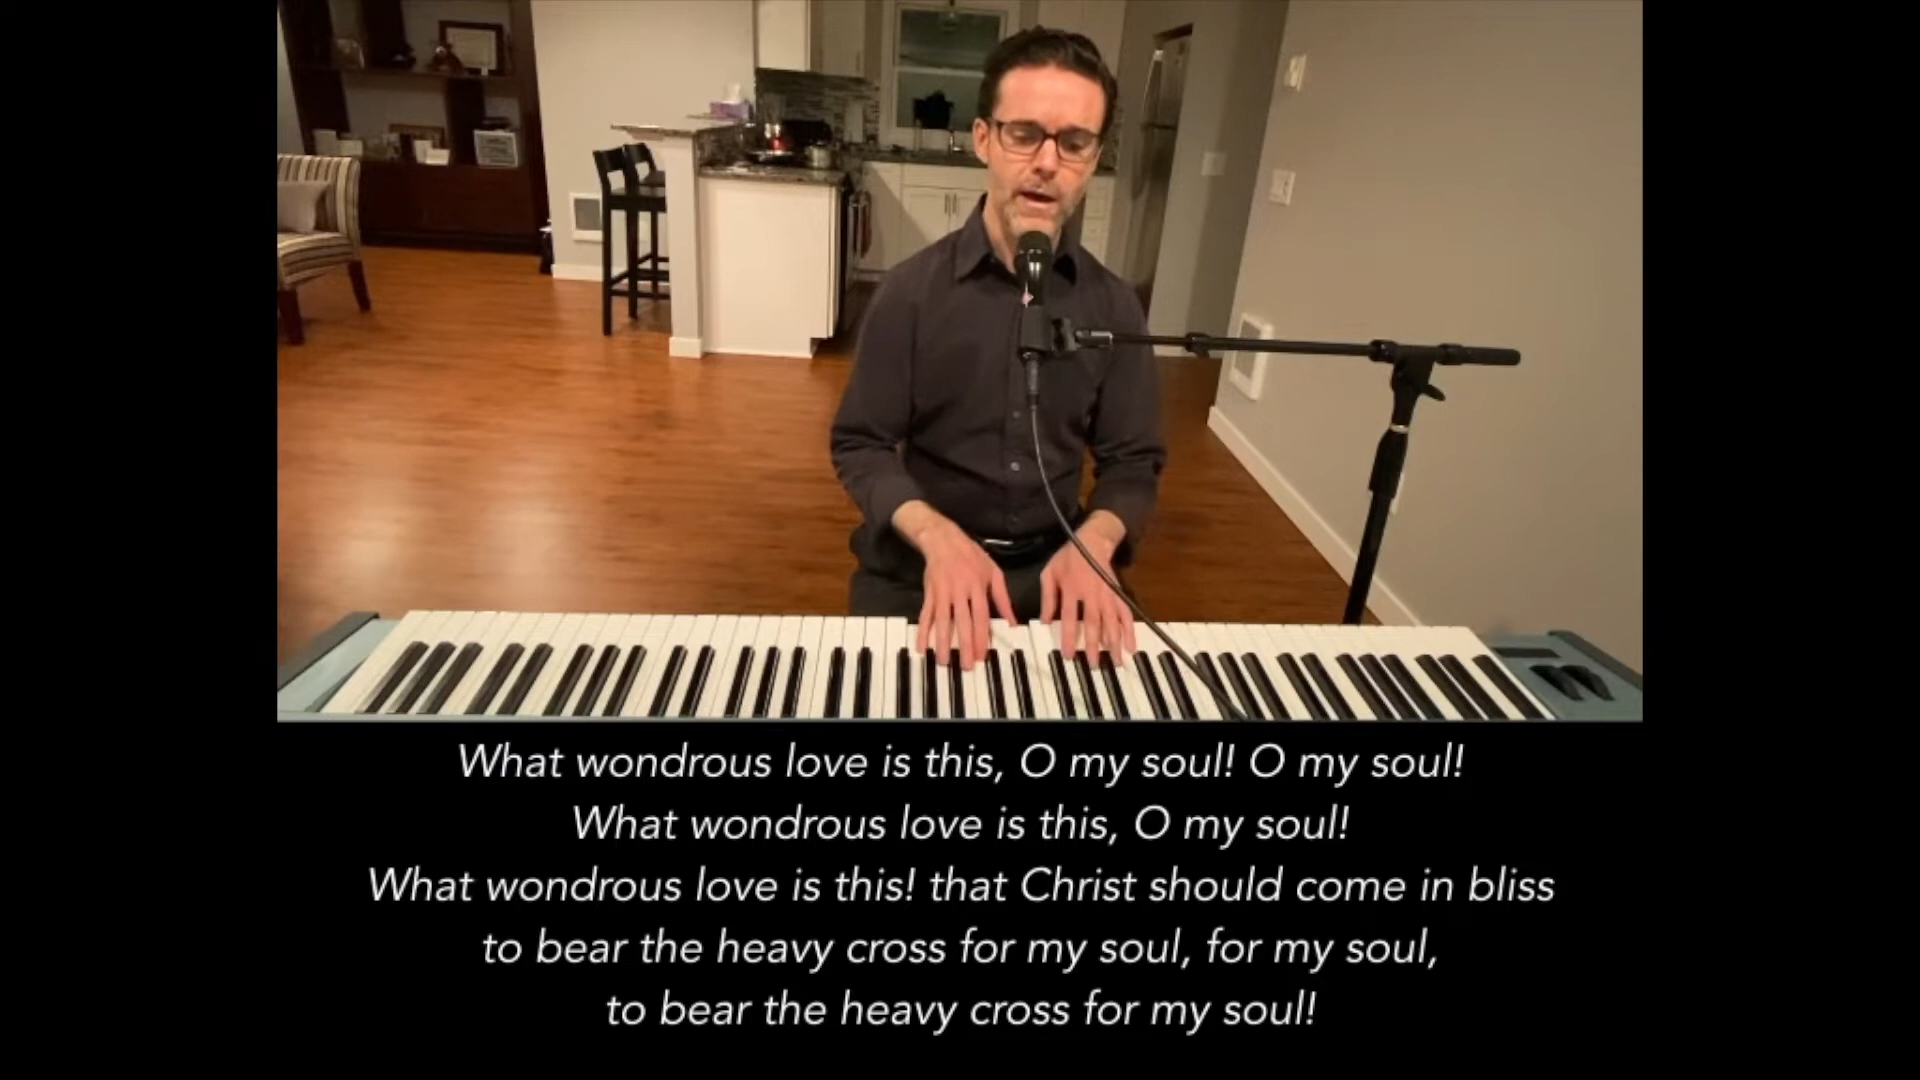 What wondrous love is this, O my soul! O my soul!
What wondrous love is this, O my soul!
What wondrous love is this! that Christ should come in bliss
to bear the heavy cross for my soul, for my soul,
to bear the heavy cross for my soul!